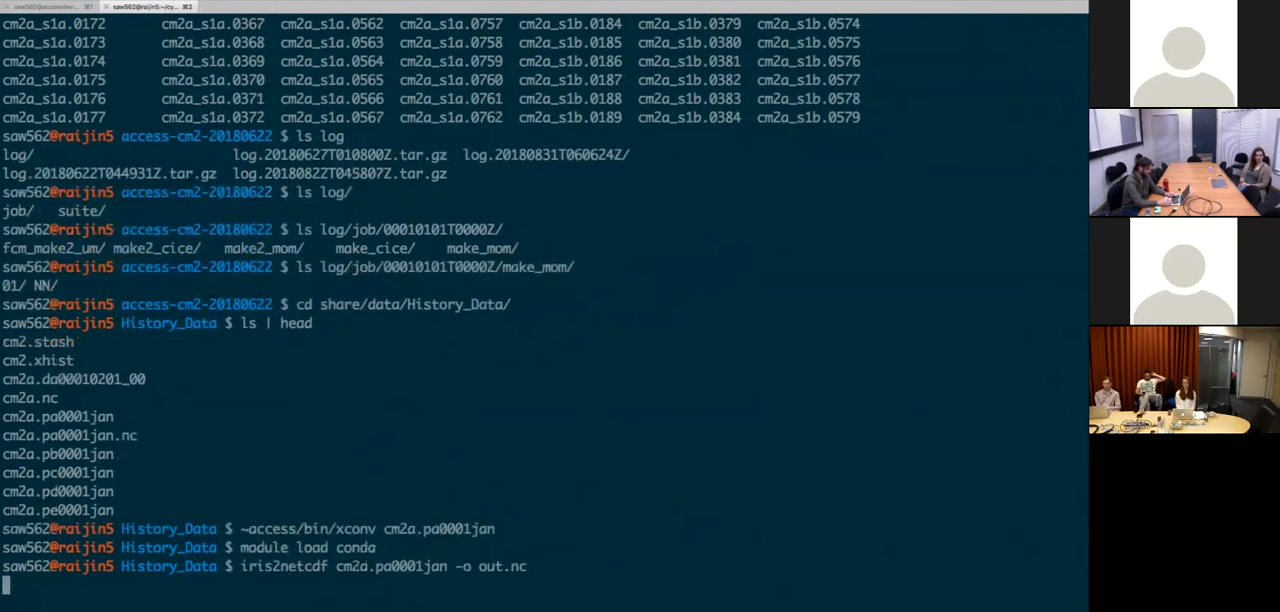 saw562@accessdev:... ⌘1 saw562@raijin5:~/cy... ⌘2
cm2a_s1a.0172 cm2a_s1a.0367 cm2a_s1a.0562 cm2a_s1a.0757 cm2a_s1b.0184 cm2a_s1b.0379 cm2a_s1b.0574
cm2a_s1a.0173 cm2a_s1a.0368 cm2a_s1a.0563 cm2a_s1a.0758 cm2a_s1b.0185 cm2a_s1b.0380 cm2a_s1b.0575
cm2a_s1a.0174 cm2a_s1a.0369 cm2a_s1a.0564 cm2a_s1a.0759 cm2a_s1b.0186 cm2a_s1b.0381 cm2a_s1b.0576
cm2a_s1a.0175 cm2a_s1a.0370 cm2a_s1a.0565 cm2a_s1a.0760 cm2a_s1b.0187 cm2a_s1b.0382 cm2a_s1b.0577
cm2a_s1a.0176 cm2a_s1a.0371 cm2a_s1a.0566 cm2a_s1a.0761 cm2a_s1b.0188 cm2a_s1b.0383 cm2a_s1b.0578
cm2a_s1a.0177 cm2a_s1a.0372 cm2a_s1a.0567 cm2a_s1a.0762 cm2a_s1b.0189 cm2a_s1b.0384 cm2a_s1b.0579
saw562@raijin5 access-cm2-20180622 $ ls log
log/ log.20180627T010800Z.tar.gz log.20180831T060624Z/
log.20180622T044931Z.tar.gz log.20180822T045807Z.tar.gz
saw562@raijin5 access-cm2-20180622 $ ls log/
job/ suite/
saw562@raijin5 access-cm2-20180622 $ ls log/job/00010101T0000Z/
fcm_make2_um/ make2_cice/ make2_mom/ make_cice/ make_mom/
saw562@raijin5 access-cm2-20180622 $ ls log/job/00010101T0000Z/make_mom/
01/ NN/
saw562@raijin5 access-cm2-20180622 $ cd share/data/History_Data/
saw562@raijin5 History_Data $ ls | head
cm2.stash
cm2.xhist
cm2a.da00010201_00
cm2a.nc
cm2a.pa0001jan
cm2a.pa0001jan.nc
cm2a.pb0001jan
cm2a.pc0001jan
cm2a.pd0001jan
cm2a.pe0001jan
saw562@raijin5 History_Data $ ~access/bin/xconv cm2a.pa0001jan
saw562@raijin5 History_Data $ module load conda
saw562@raijin5 History_Data $ iris2netcdf cm2a.pa0001jan -o out.nc